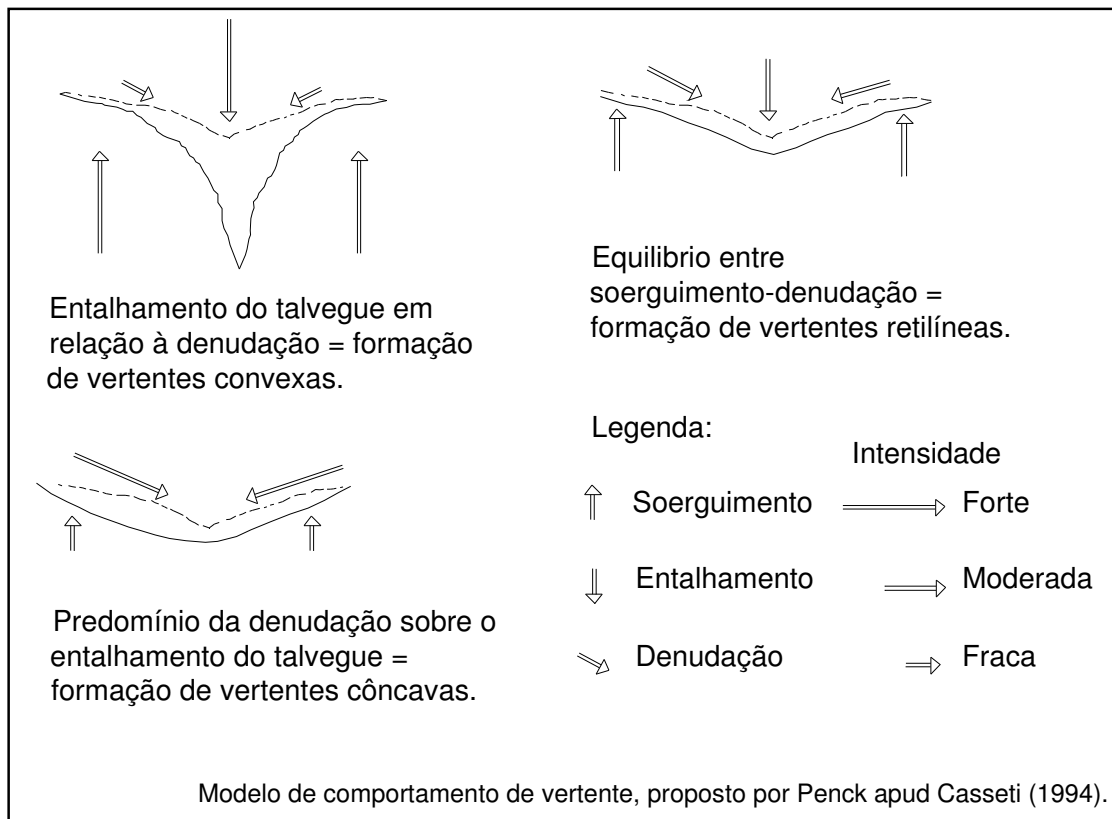 Entalhamento do talvegue em
relação à denudação = formação
de vertentes convexas.
Equilibrio entre
soerguimento-denudação =
formação de vertentes retilíneas.
Predomínio da denudação sobre o
entalhamento do talvegue =
formação de vertentes côncavas.
Legenda:
Intensidade
Soerguimento Forte
Entalhamento Moderada
Denudação Fraca
Modelo de comportamento de vertente, proposto por Penck apud Casseti (1994).